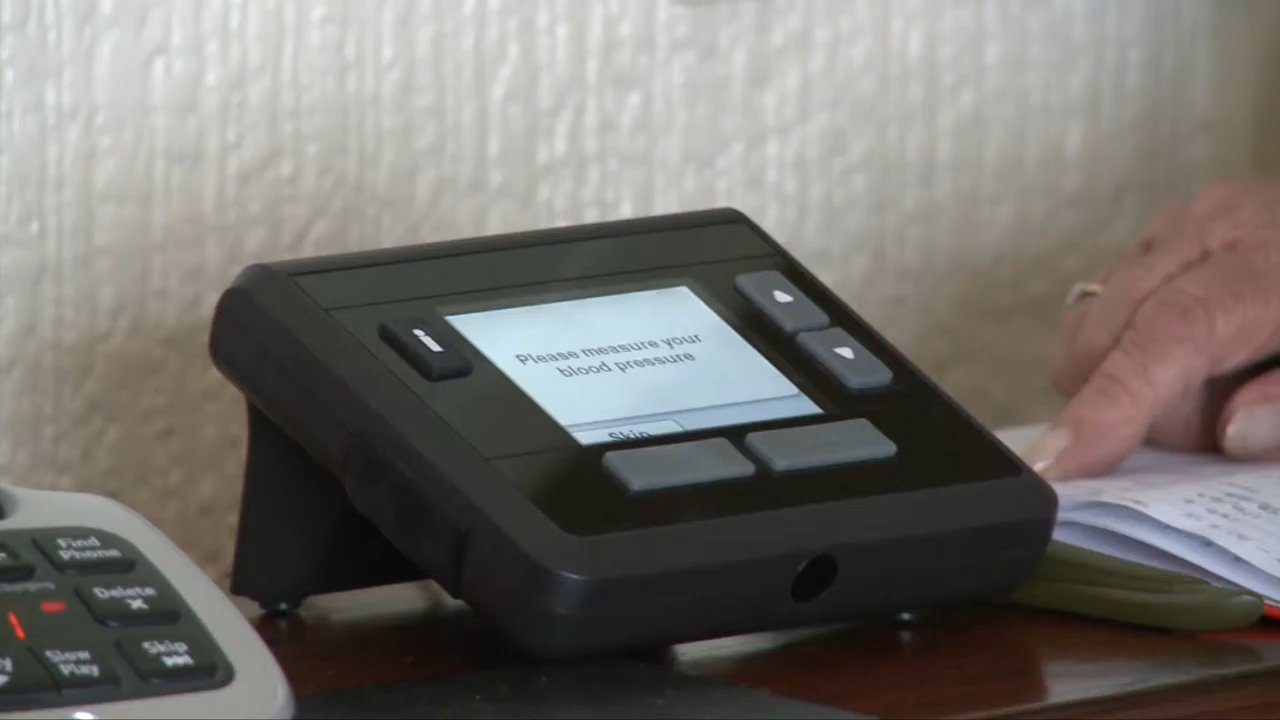 i
Please measure your
blood pressure
Skip
Find
Phone
Delete
Skip
Slow
Play